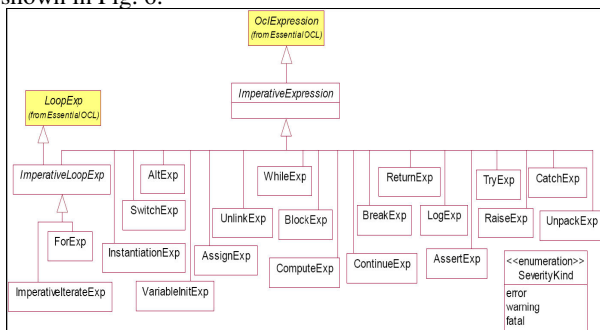 shown in Fig. 6.
OclExpression
(from EssentialOCL)
LoopExp
(from EssentialOCL)
ImperativeExpression
ImperativeLoopExp
AltExp
WhileExp
ReturnExp
TryExp
CatchExp
SwitchExp
UnlinkExp
BlockExp
BreakExp
LogExp
RaiseExp
UnpackExp
ForExp
InstantiationExp
AssignExp
ComputeExp
ContinueExp
AssertExp
ImperativeIterateExp
VariableInitExp
<<enumeration>>
SeverityKind
error
warning
fatal